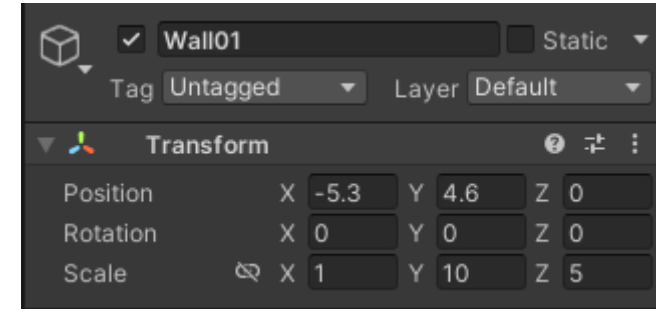 Wall01 Static
Tag Untagged Layer Default
Transform
Position X -5.3 Y 4.6 Z 0
Rotation X 0 Y 0 Z 0
Scale X 1 Y 10 Z 5